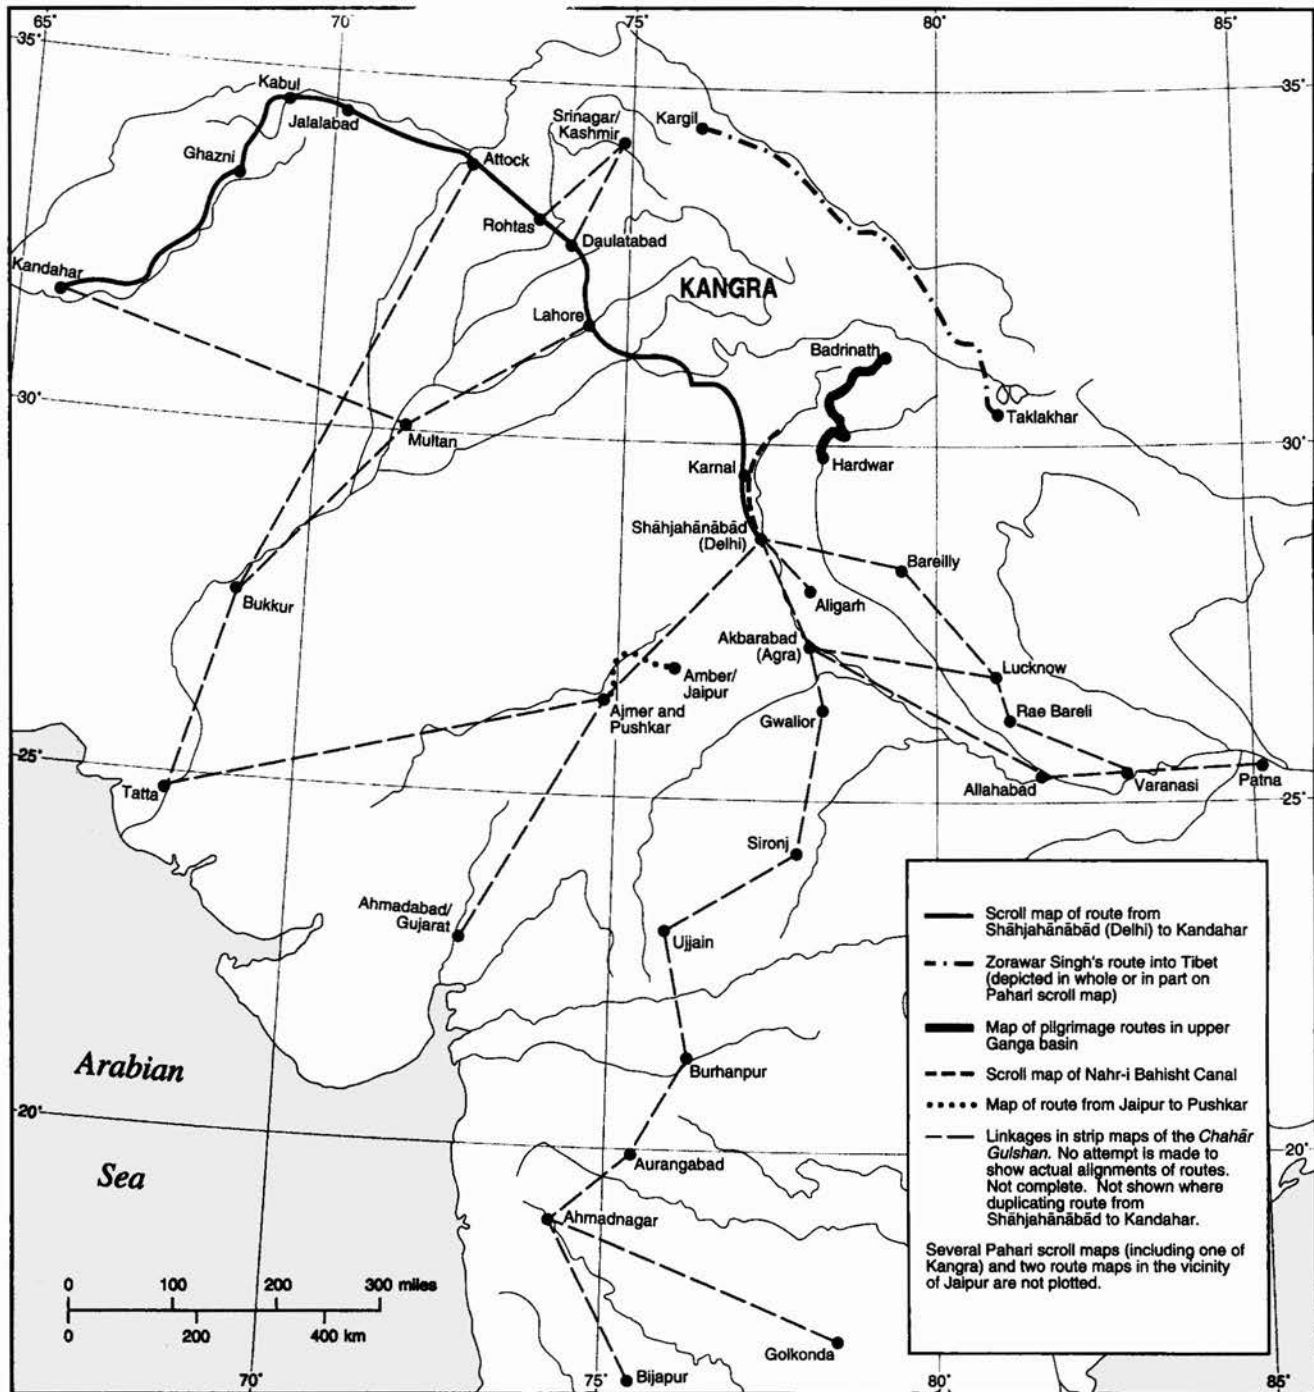 65°
70°
75°
80°
85°
35°
35°
Kabul
Jalalabad
Ghazni
Attock
Srinagar/
Kashmir
Kargil
Rohtas
Daulatabad
Kandahar
KANGRA
Lahore
Badrinath
30°
30°
Taklakhar
Multan
Karnal
Hardwar
Shāhjahānābād
(Delhi)
Bareilly
Bukkur
Aligarh
Akbarabad
(Agra)
Lucknow
Amber/
Jaipur
Ajmer and
Pushkar
Gwalior
Rae Bareli
25°
Tatta
Allahabad
Varanasi
Patna
25°
Sironj
Ahmadabad/
Gujarat
Ujjain
Burhanpur
Arabian
Sea
20°
20°
Aurangabad
Ahmadnagar
Golkonda
Bijapur
Scroll map of route from
Shāhjahānābād (Delhi) to Kandahar
Zorawar Singh's route into Tibet
(depicted in whole or in part on
Pahari scroll map)
Map of pilgrimage routes in upper
Ganga basin
Scroll map of Nahr-i Bahisht Canal
Map of route from Jaipur to Pushkar
Linkages in strip maps of the Chahār
Gulshan. No attempt is made to
show actual alignments of routes.
Not complete. Not shown where
duplicating route from
Shāhjahānābād to Kandahar.
Several Pahari scroll maps (including one of
Kangra) and two route maps in the vicinity
of Jaipur are not plotted.
0 100 200 300 miles
0 200 400 km
70°
75°
80°
85°